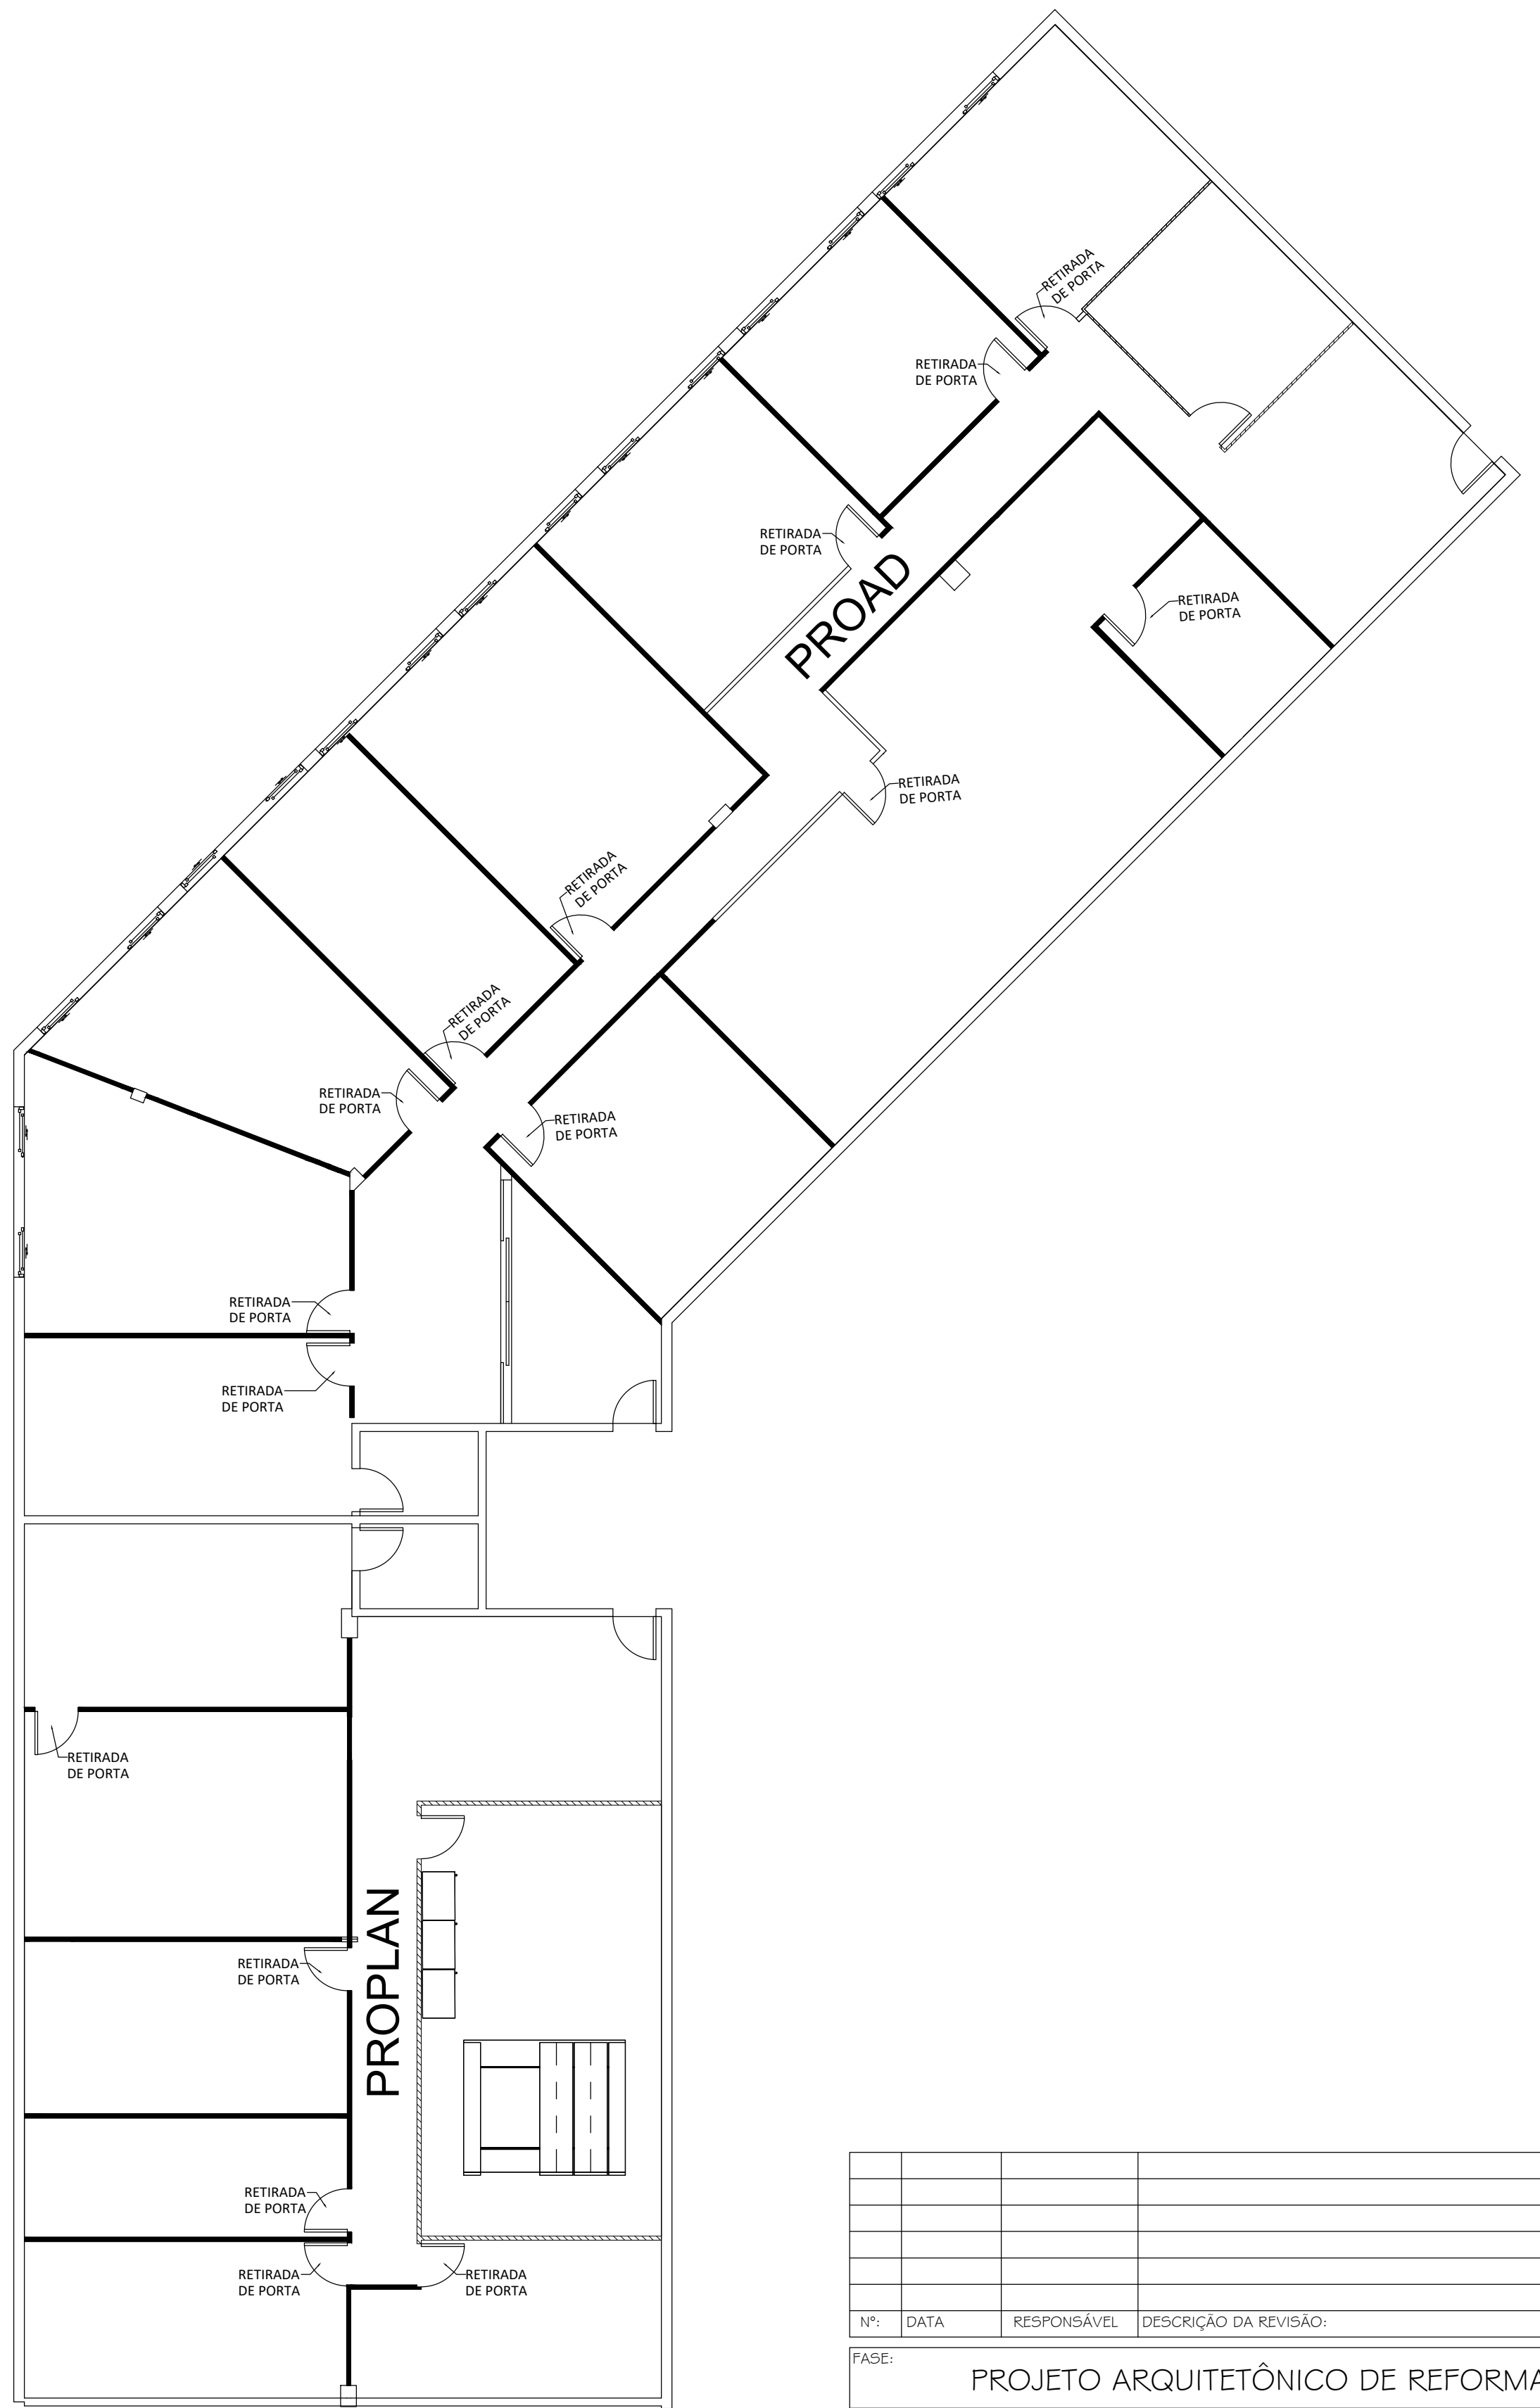 RETIRADA
DE PORTA
RETIRADA
DE PORTA
RETIRADA
DE PORTA
PROAD
RETIRADA
DE PORTA
RETIRADA
DE PORTA
RETIRADA
DE PORTA
RETIRADA
DE PORTA
RETIRADA
DE PORTA
RETIRADA
DE PORTA
RETIRADA
DE PORTA
RETIRADA
DE PORTA
RETIRADA
DE PORTA
PROPLAN
RETIRADA
DE PORTA
RETIRADA
DE PORTA
RETIRADA
DE PORTA
RETIRADA
DE PORTA
Nº: DATA RESPONSÁVEL DESCRIÇÃO DA REVISÃO:
FASE:
PROJETO ARQUITETÔNICO DE REFORMA